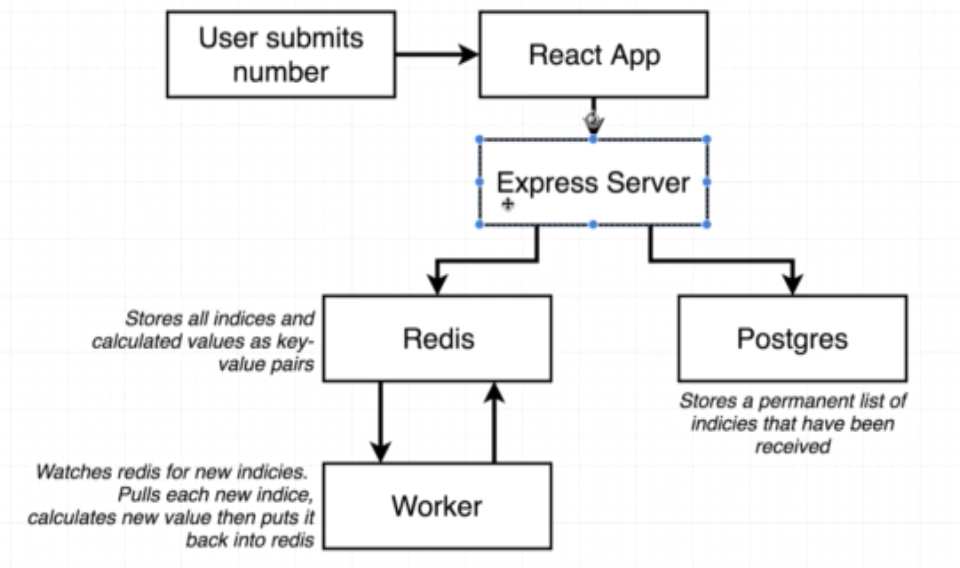 User submits
number
React App
Express Server
Stores all indices and
calculated values as key-
value pairs
Redis
Postgres
Stores a permanent list of
indicies that have been
received
Watches redis for new indicies.
Pulls each new indice,
calculates new value then puts it
back into redis
Worker